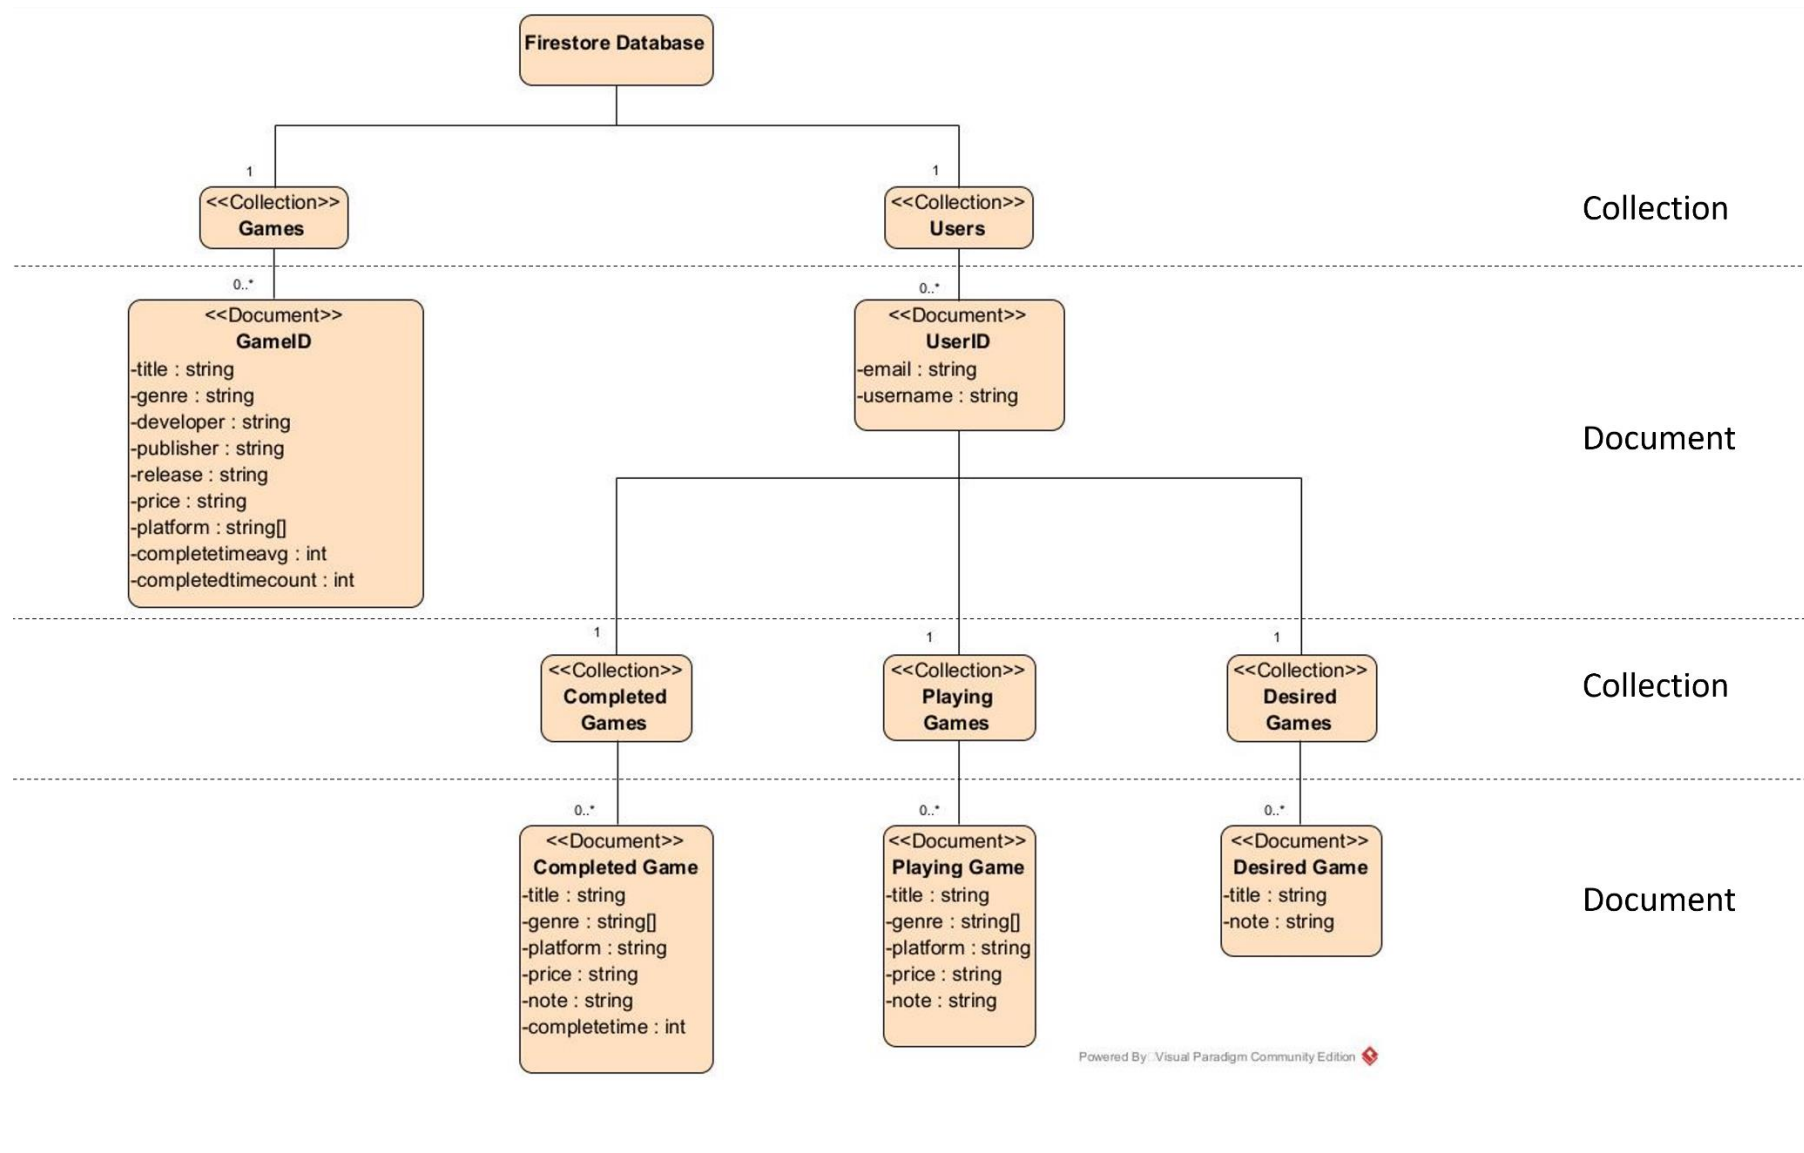 Firestore Database
1
1
<<Collection>>
Games
<<Collection>>
Users
Collection
0..*
0..*
<<Document>>
GameID
-title : string
-genre : string
-developer : string
-publisher : string
-release : string
-price : string
-platform : string[]
-completetimeavg : int
-completedtimecount : int
<<Document>>
UserID
-email : string
-username : string
Document
1
1
1
<<Collection>>
Completed
Games
<<Collection>>
Playing
Games
<<Collection>>
Desired
Games
Collection
0..*
0..*
0..*
<<Document>>
Completed Game
-title : string
-genre : string[]
-platform : string
-price : string
-note : string
-completetime : int
<<Document>>
Playing Game
-title : string
-genre : string[]
-platform : string
-price : string
-note : string
<<Document>>
Desired Game
-title : string
-note : string
Document
Powered By Visual Paradigm Community Edition